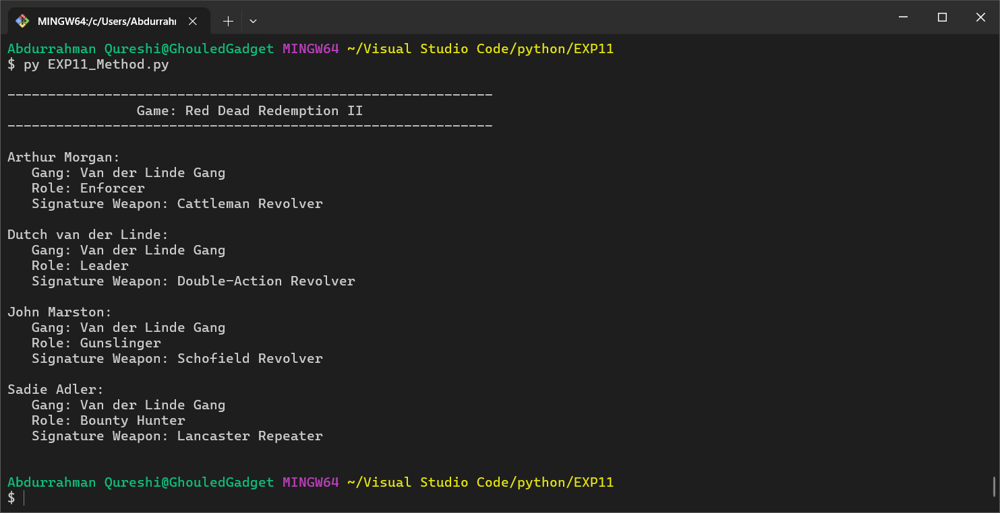 MINGW64:/c/Users/Abdurrahı
Abdurrahman Qureshi@GhouledGadget MINGW64 ~/Visual Studio Code/python/EXP11
$ py EXP11_Method.py
------------------------------------------------------------
Game: Red Dead Redemption II
------------------------------------------------------------
Arthur Morgan:
Gang: Van der Linde Gang
Role: Enforcer
Signature Weapon: Cattleman Revolver
Dutch van der Linde:
Gang: Van der Linde Gang
Role: Leader
Signature Weapon: Double-Action Revolver
John Marston:
Gang: Van der Linde Gang
Role: Gunslinger
Signature Weapon: Schofield Revolver
Sadie Adler:
Gang: Van der Linde Gang
Role: Bounty Hunter
Signature Weapon: Lancaster Repeater
Abdurrahman Qureshi@GhouledGadget MINGW64 ~/Visual Studio Code/python/EXP11
$